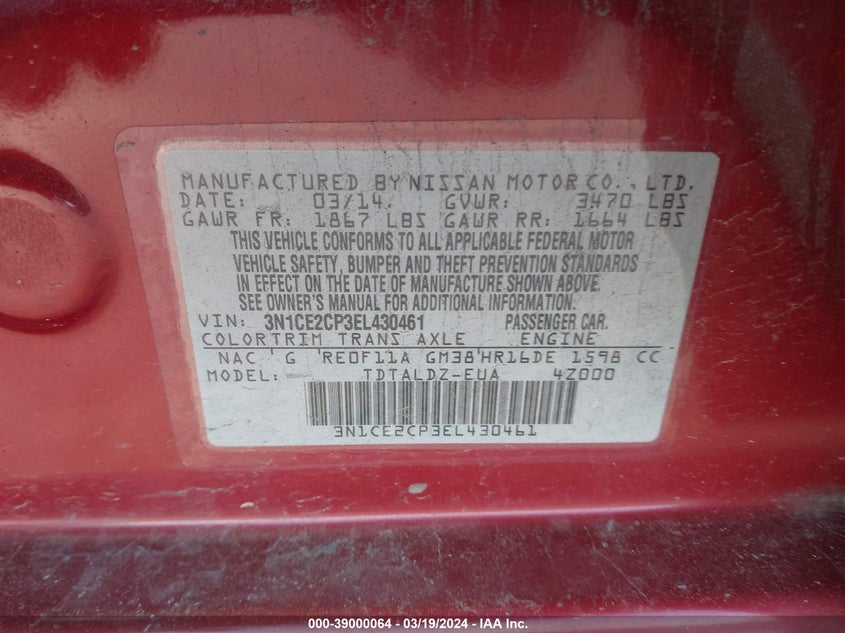 MANUFACTURED BY NISSAN MOTOR CO., LTD.
DATE: 03/14. GVWR: 3470 LBS
GAWR FR: 1867 LBS GAWR RR: 1664 LBS
THIS VEHICLE CONFORMS TO ALL APPLICABLE FEDERAL MOTOR
VEHICLE SAFETY, BUMPER AND THEFT PREVENTION STANDARDS
IN EFFECT ON THE DATE OF MANUFACTURE SHOWN ABOVE.
SEE OWNER'S MANUAL FOR ADDITIONAL INFORMATION.
VIN: 3N1CE2CP3EL430461 PASSENGER CAR.
COLORTRIM TRANS AXLE ENGINE
NAC ' G 'RE0F11A GM38'HR16DE 1598 CC
MODEL: TDTALDZ-EUA 4Z000
3N1CE2CP3EL430461
000-39000064 - 03/19/2024 - IAA Inc.